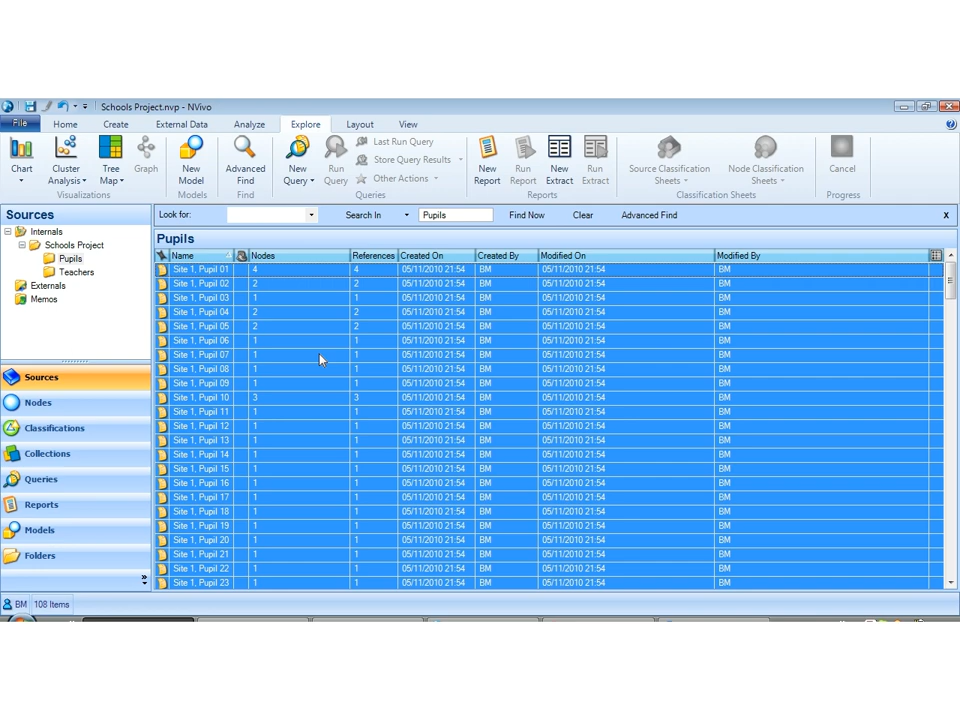 Schools Project.nvp - NVivo
File Home Create External Data Analyze Explore Layout View
Chart
Cluster Analysis
Tree Map
Graph
Visualizations
New Model
Models
Advanced Find
Find
New Query
Run Query
Last Run Query
Store Query Results
Other Actions
Queries
New Report
Run Report
New Extract
Run Extract
Reports
Source Classification Sheets
Node Classification Sheets
Classification Sheets
Cancel
Progress
Sources
Internals
Schools Project
Pupils
Teachers
Externals
Memos
Sources
Nodes
Classifications
Collections
Queries
Reports
Models
Folders
Look for: Search In Pupils Find Now Clear Advanced Find x
Pupils
Name Nodes References Created On Created By Modified On Modified By
Site 1, Pupil 01 4 4 05/11/2010 21:54 BM 05/11/2010 21:54 BM
Site 1, Pupil 02 2 2 05/11/2010 21:54 BM 05/11/2010 21:54 BM
Site 1, Pupil 03 1 1 05/11/2010 21:54 BM 05/11/2010 21:54 BM
Site 1, Pupil 04 2 2 05/11/2010 21:54 BM 05/11/2010 21:54 BM
Site 1, Pupil 05 2 2 05/11/2010 21:54 BM 05/11/2010 21:54 BM
Site 1, Pupil 06 1 1 05/11/2010 21:54 BM 05/11/2010 21:54 BM
Site 1, Pupil 07 1 1 05/11/2010 21:54 BM 05/11/2010 21:54 BM
Site 1, Pupil 08 1 1 05/11/2010 21:54 BM 05/11/2010 21:54 BM
Site 1, Pupil 09 1 1 05/11/2010 21:54 BM 05/11/2010 21:54 BM
Site 1, Pupil 10 3 3 05/11/2010 21:54 BM 05/11/2010 21:54 BM
Site 1, Pupil 11 1 1 05/11/2010 21:54 BM 05/11/2010 21:54 BM
Site 1, Pupil 12 1 1 05/11/2010 21:54 BM 05/11/2010 21:54 BM
Site 1, Pupil 13 1 1 05/11/2010 21:54 BM 05/11/2010 21:54 BM
Site 1, Pupil 14 1 1 05/11/2010 21:54 BM 05/11/2010 21:54 BM
Site 1, Pupil 15 1 1 05/11/2010 21:54 BM 05/11/2010 21:54 BM
Site 1, Pupil 16 1 1 05/11/2010 21:54 BM 05/11/2010 21:54 BM
Site 1, Pupil 17 1 1 05/11/2010 21:54 BM 05/11/2010 21:54 BM
Site 1, Pupil 18 1 1 05/11/2010 21:54 BM 05/11/2010 21:54 BM
Site 1, Pupil 19 1 1 05/11/2010 21:54 BM 05/11/2010 21:54 BM
Site 1, Pupil 20 1 1 05/11/2010 21:54 BM 05/11/2010 21:54 BM
Site 1, Pupil 21 1 1 05/11/2010 21:54 BM 05/11/2010 21:54 BM
Site 1, Pupil 22 1 1 05/11/2010 21:54 BM 05/11/2010 21:54 BM
Site 1, Pupil 23 1 1 05/11/2010 21:54 BM 05/11/2010 21:54 BM
BM 108 Items